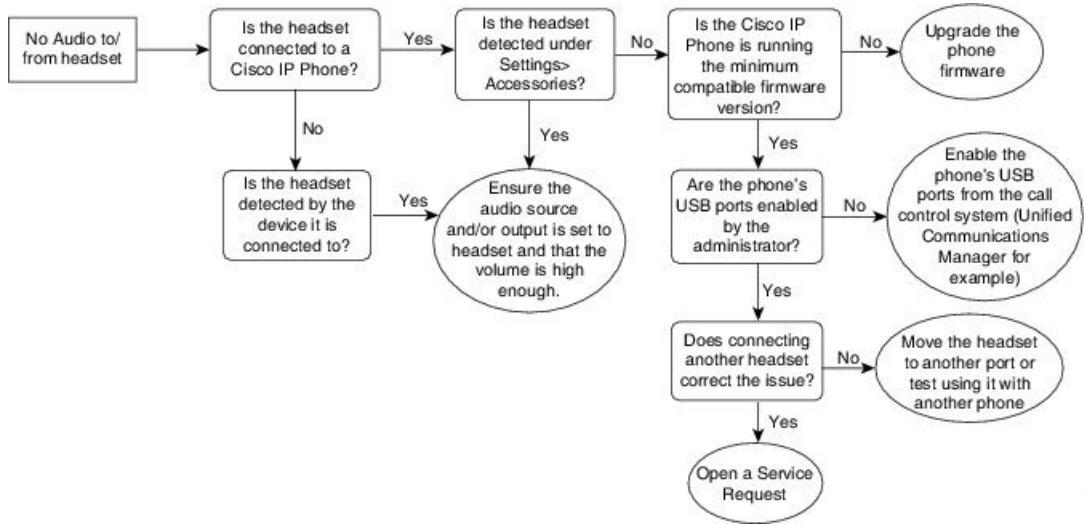 No Audio to/
from headset
Is the headset
connected to a
Cisco IP Phone?
Yes
Is the headset
detected under
Settings>
Accessories?
No
Is the Cisco IP
Phone is running
the minimum
compatible firmware
version?
No
Upgrade the
phone
firmware
No
Yes
Yes
Is the headset
detected by the
device it is
connected to?
Yes
Ensure the
audio source
and/or output is set to
headset and that the
volume is high
enough.
Are the phone's
USB ports enabled
by the
administrator?
No
Enable the
phone's USB
ports from the call
control system (Unified
Communications
Manager for
example)
Yes
Does connecting
another headset
correct the issue?
No
Move the headset
to another port or
test using it with
another phone
Yes
Open a Service
Request